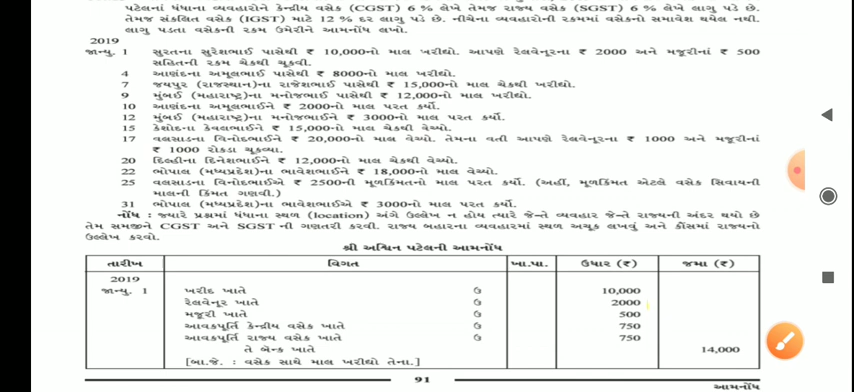 પટેલનાં ધંધાના વ્યવહારોને કેન્દ્રીય વસેક (CGST) 6 % લેખે તેમજ રાજ્ય વસેક (SGST) 6 % લેખે લાગુ પડે છે.
તેમજ સંકલિત વસેક (IGST) માટે 12 % દર લાગુ પડે છે. નીચેના વ્યવહારોની રકમમાં વસેકનો સમાવેશ થયેલ નથી.
લાગુ પડતા વસેકની રકમ ઉમેરીને આમનોંધ લખો.
2019
જાન્યુ. 1 સુરતના સુરેશભાઈ પાસેથી ₹ 10,000નો માલ ખરીદ્યો. આપણે રેલવેનૂરના ₹ 2000 અને મજૂરીનાં ₹ 500
સહિતની રકમ ચેકથી ચૂકવી.
4 આણંદના અમૂલભાઈ પાસેથી ₹ 8000નો માલ ખરીદ્યો.
7 જયપુર (રાજસ્થાન)ના રાજેશભાઈ પાસેથી ₹ 15,000નો માલ ચેકથી ખરીદ્યો.
9 મુંબઈ (મહારાષ્ટ્ર)ના મનોજભાઈ પાસેથી ₹ 12,000નો માલ ખરીદ્યો.
10 આણંદના અમૂલભાઈને ₹ 2000નો માલ પરત કર્યો.
12 મુંબઈ (મહારાષ્ટ્ર)ના મનોજભાઈને ₹ 3000નો માલ પરત કર્યો.
15 કેશોદના કેવલભાઈને ₹ 15,000નો માલ ચેકથી વેચ્યો.
17 વલસાડના વિનોદભાઈને ₹ 20,000નો માલ વેચ્યો. તેમના વતી આપણે રેલવેનૂરના ₹ 1000 અને મજૂરીનાં
₹ 1000 રોકડા ચૂકવ્યા.
20 દિલ્હીના દિનેશભાઈને ₹ 12,000નો માલ ચેકથી વેચ્યો.
22 ભોપાલ (મધ્યપ્રદેશ)ના ભાવેશભાઈને ₹ 18,000નો માલ વેચ્યો.
25 વલસાડના વિનોદભાઈએ ₹ 2500ની મૂળકિંમતનો માલ પરત કર્યો. (અહીં, મૂળકિંમત એટલે વસેક સિવાયની
માલની કિંમત ગણવી.)
31 ભોપાલ (મધ્યપ્રદેશ)ના ભાવેશભાઈએ ₹ 3000નો માલ પરત કર્યો.
નોંધ : જ્યારે પ્રશ્નમાં ધંધાના સ્થળ (location) અંગે ઉલ્લેખ ન હોય ત્યારે જે-તે વ્યવહાર જે-તે રાજ્યની અંદર થયો છે
તેમ સમજીને CGST અને SGST ની ગણતરી કરવી. રાજ્ય બહારના વ્યવહારમાં સ્થળ અચૂક લખવું અને કૌંસમાં રાજ્યનો
ઉલ્લેખ કરવો.
શ્રી અશ્વિન પટેલની આમનોંધ
તારીખ વિગત ખા.પા. ઉધાર (₹) જમા (₹)
2019
જાન્યુ. 1 ખરીદ ખાતે ઉ 10,000
રેલવેનૂર ખાતે ઉ 2000
મજૂરી ખાતે ઉ 500
આવકપૂર્તિ કેન્દ્રીય વસેક ખાતે ઉ 750
આવકપૂર્તિ રાજ્ય વસેક ખાતે ઉ 750
તે બૅન્ક ખાતે 14,000
[બા.જે. : વસેક સાથે માલ ખરીદ્યો તેના.]
91
આમનોંધ